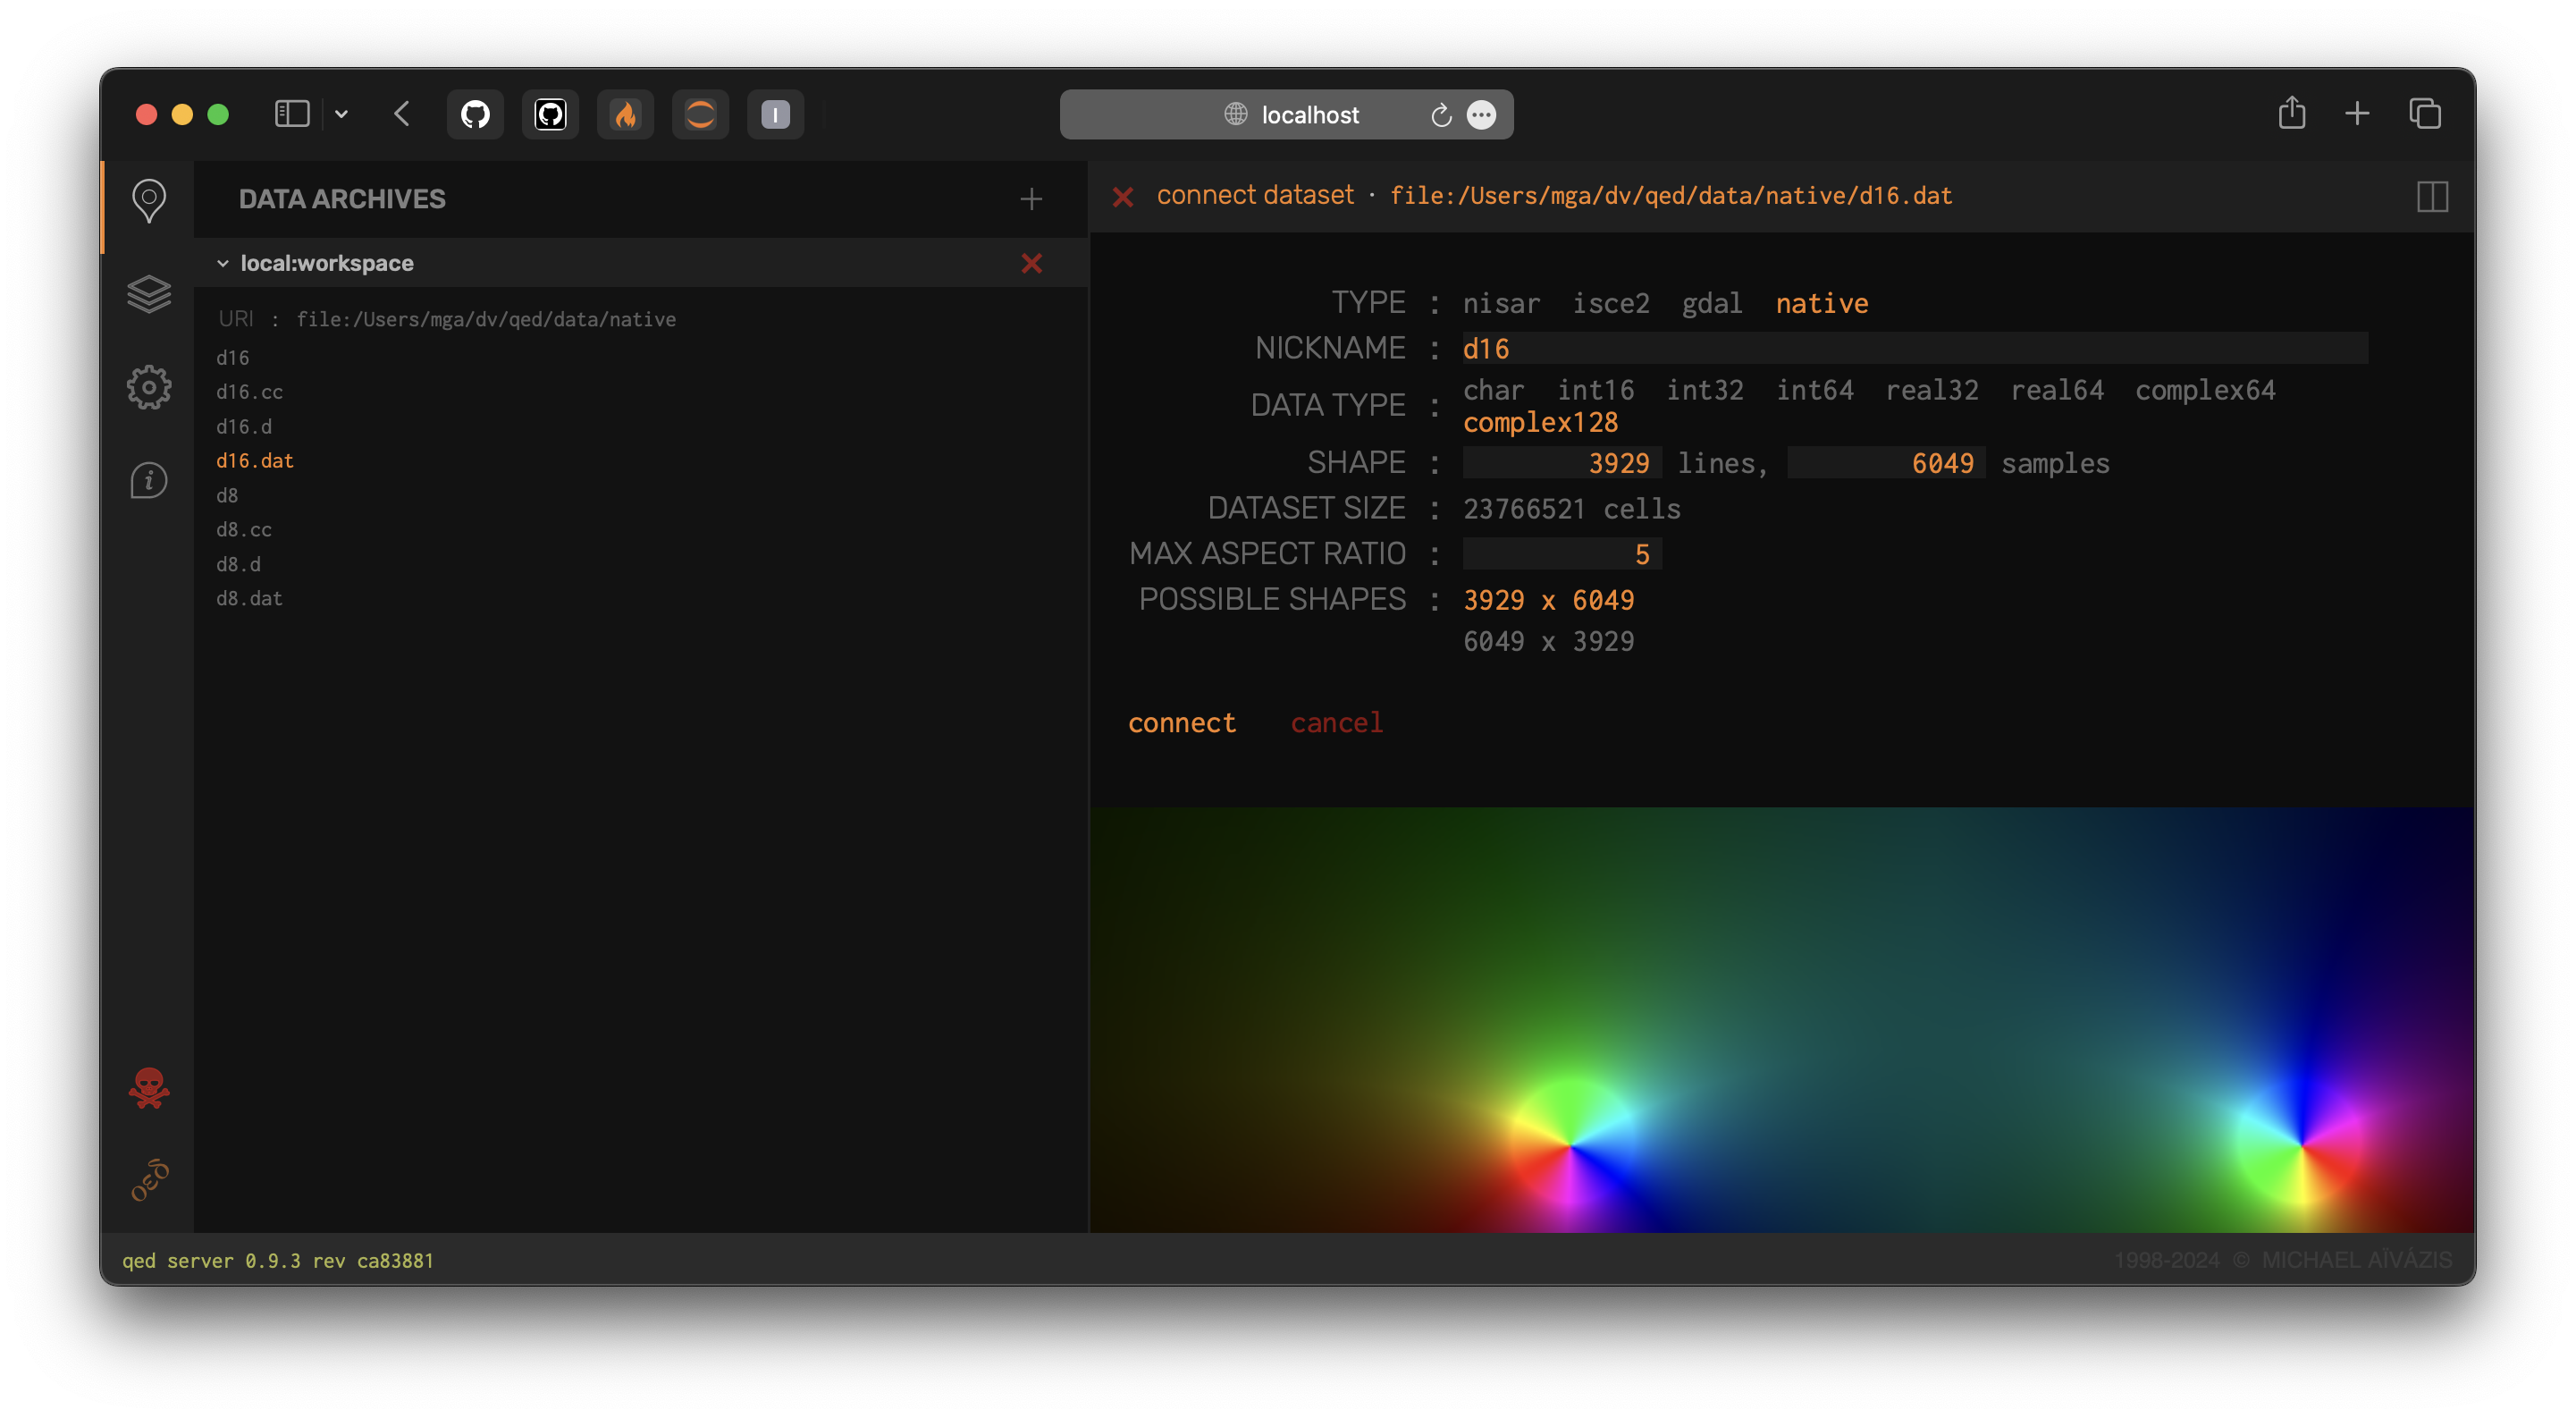 localhost
DATA ARCHIVES
local:workspace
URI : file:/Users/mga/dv/qed/data/native
d16
d16.cc
d16.d
d16.dat
d8
d8.cc
d8.d
d8.dat
connect dataset · file:/Users/mga/dv/qed/data/native/d16.dat
TYPE : nisar isce2 gdal native
NICKNAME : d16
DATA TYPE : char int16 int32 int64 real32 real64 complex64
complex128
SHAPE : 3929 lines, 6049 samples
DATASET SIZE : 23766521 cells
MAX ASPECT RATIO : 5
POSSIBLE SHAPES : 3929 x 6049
6049 x 3929
connect cancel
οεδ
qed server 0.9.3 rev ca83881
1998-2024 © MICHAEL AÏVÁZIS